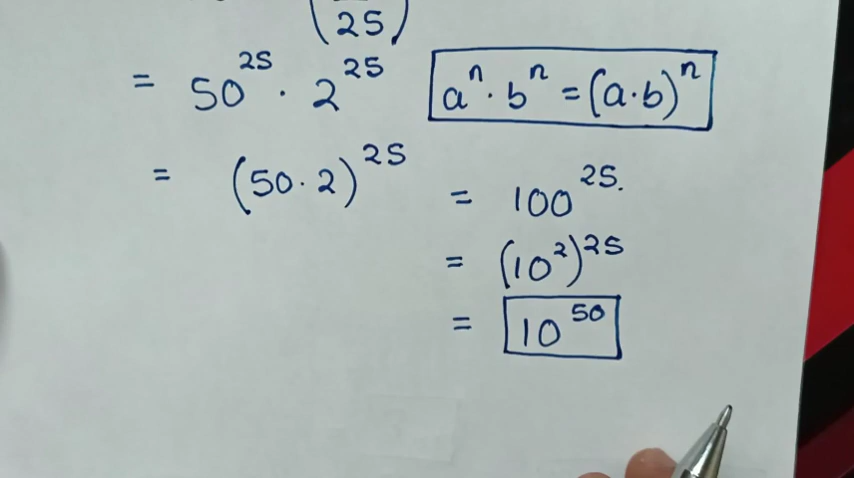 (25)
= 50^25 · 2^25
a^n · b^n = (a·b)^n
= (50·2)^25
= 100^25.
= (10^2)^25
= 10^50